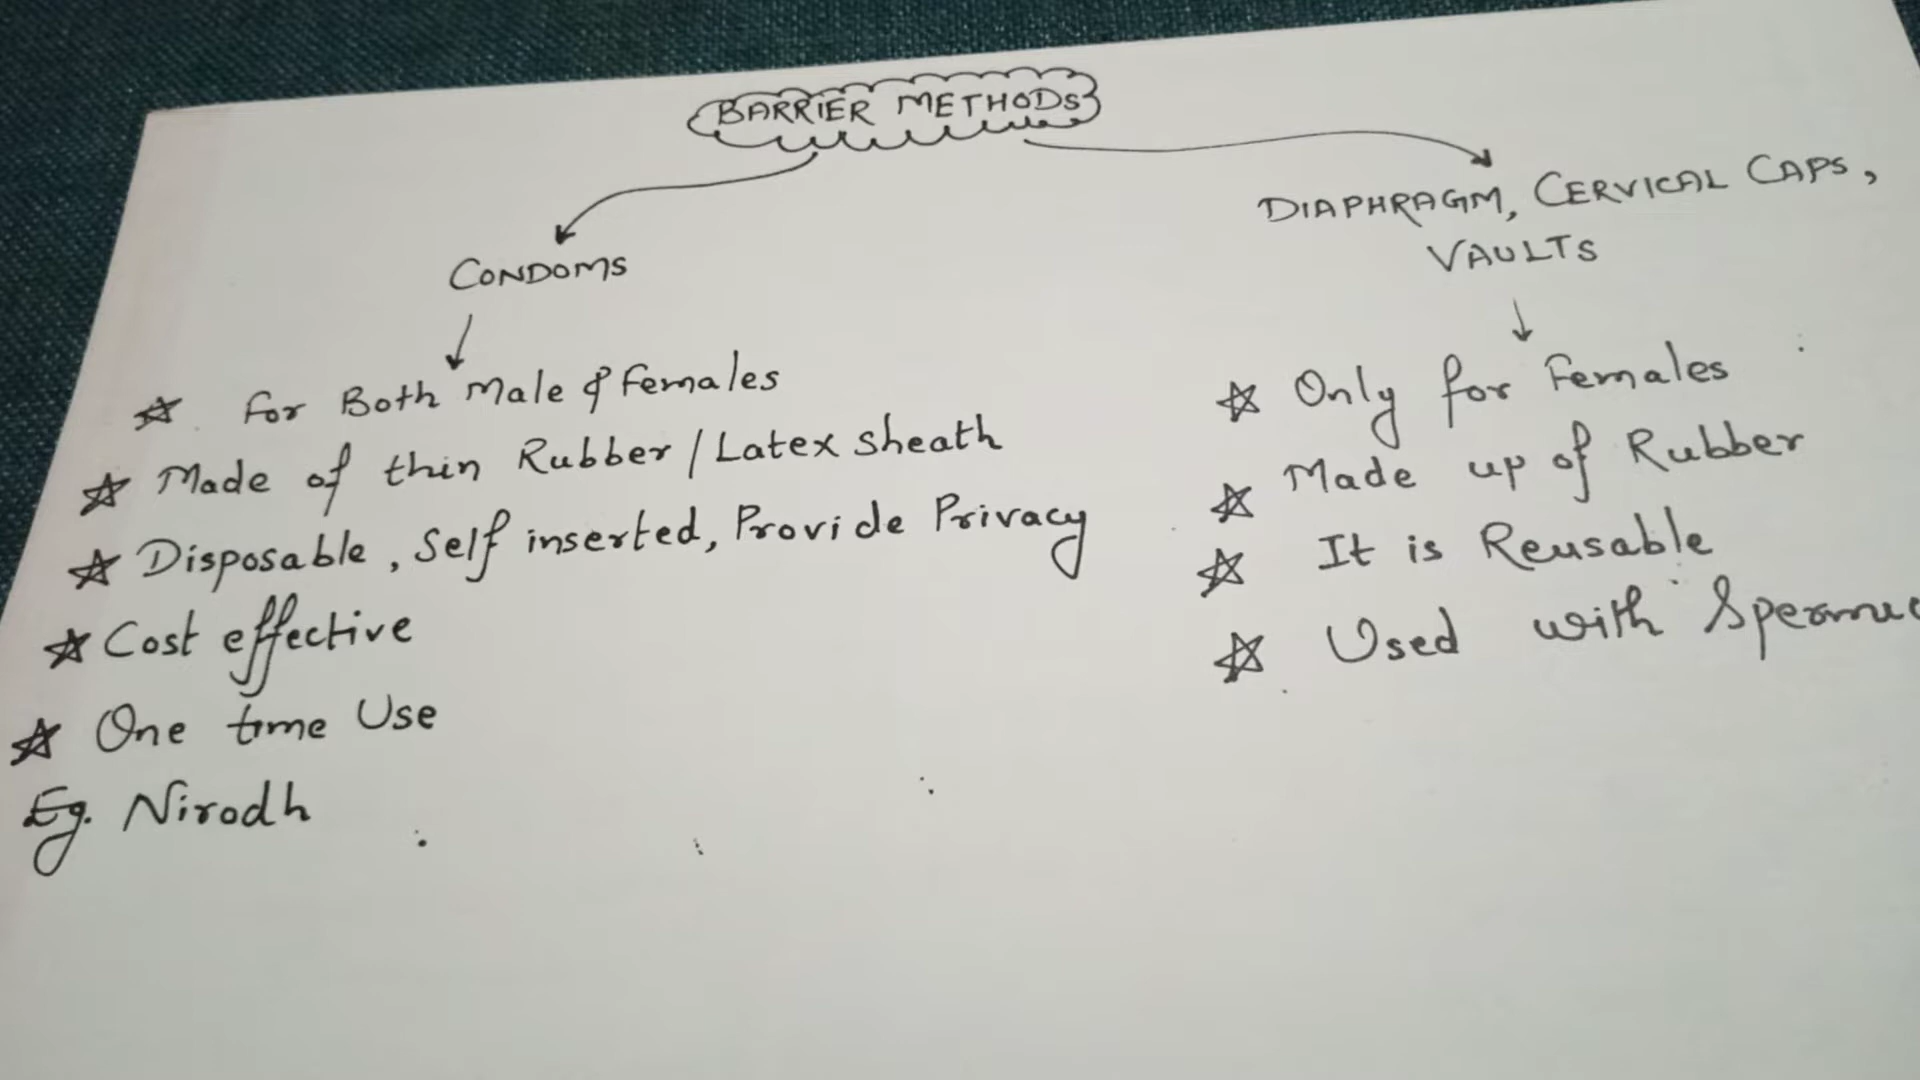 BARRIER METHODS
CONDOMS
For Both Male & Females
Made of thin Rubber / Latex sheath
Disposable, Self inserted, Provide Privacy
Cost effective
One time Use
Eg. Nirodh
DIAPHRAGM, CERVICAL CAPS,
VAULTS
Only for Females
Made up of Rubber
It is Reusable
Used with